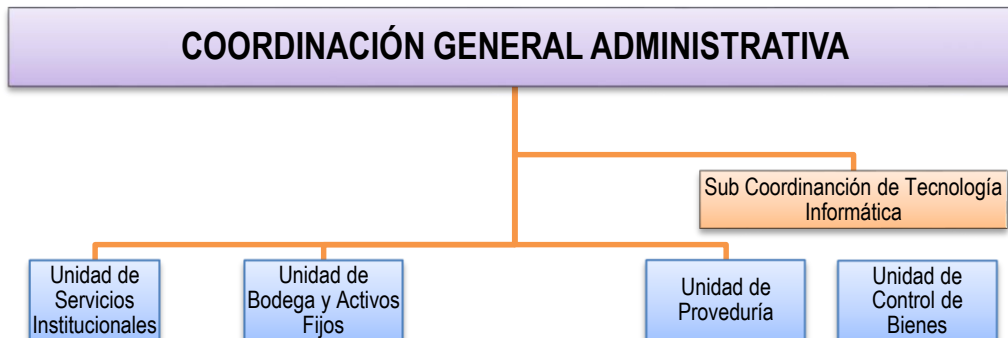 COORDINACIÓN GENERAL ADMINISTRATIVA
Sub Coordinanción de Tecnología
Informática
Unidad de
Servicios
Institucionales
Unidad de
Bodega y Activos
Fijos
Unidad de
Proveduría
Unidad de
Control de
Bienes